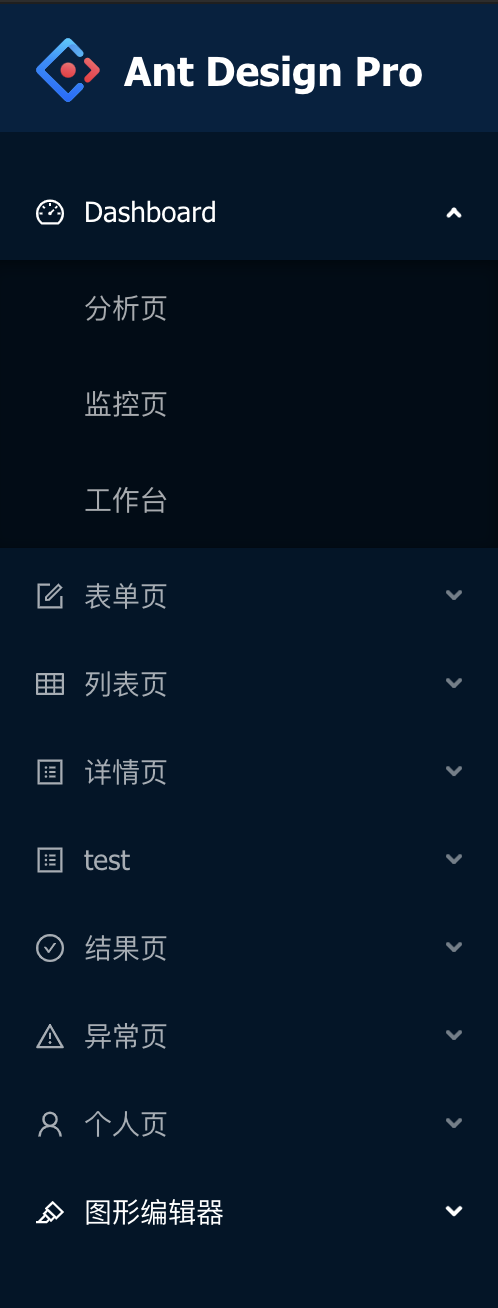 Ant Design Pro
Dashboard
分析页
监控页
工作台
表单页
列表页
详情页
test
结果页
异常页
个人页
图形编辑器